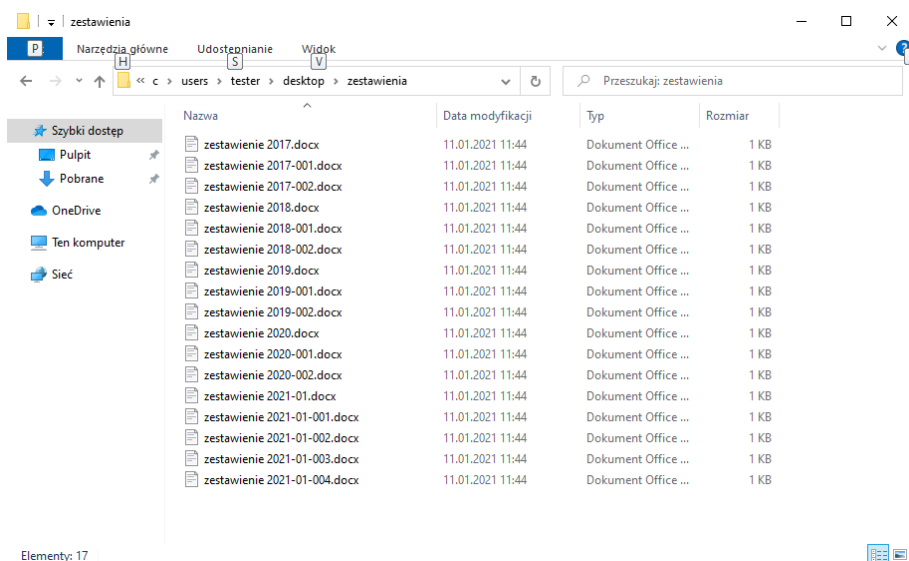 zestawienia
P Narzędzia główne Udostępnianie Widok
H S V
« c > users > tester > desktop > zestawienia
Przeszukaj: zestawienia
Szybki dostęp
Pulpit
Pobrane
OneDrive
Ten komputer
Sieć
Nazwa Data modyfikacji Typ Rozmiar
zestawienie 2017.docx 11.01.2021 11:44 Dokument Office ... 1 KB
zestawienie 2017-001.docx 11.01.2021 11:44 Dokument Office ... 1 KB
zestawienie 2017-002.docx 11.01.2021 11:44 Dokument Office ... 1 KB
zestawienie 2018.docx 11.01.2021 11:44 Dokument Office ... 1 KB
zestawienie 2018-001.docx 11.01.2021 11:44 Dokument Office ... 1 KB
zestawienie 2018-002.docx 11.01.2021 11:44 Dokument Office ... 1 KB
zestawienie 2019.docx 11.01.2021 11:44 Dokument Office ... 1 KB
zestawienie 2019-001.docx 11.01.2021 11:44 Dokument Office ... 1 KB
zestawienie 2019-002.docx 11.01.2021 11:44 Dokument Office ... 1 KB
zestawienie 2020.docx 11.01.2021 11:44 Dokument Office ... 1 KB
zestawienie 2020-001.docx 11.01.2021 11:44 Dokument Office ... 1 KB
zestawienie 2020-002.docx 11.01.2021 11:44 Dokument Office ... 1 KB
zestawienie 2021-01.docx 11.01.2021 11:44 Dokument Office ... 1 KB
zestawienie 2021-01-001.docx 11.01.2021 11:44 Dokument Office ... 1 KB
zestawienie 2021-01-002.docx 11.01.2021 11:44 Dokument Office ... 1 KB
zestawienie 2021-01-003.docx 11.01.2021 11:44 Dokument Office ... 1 KB
zestawienie 2021-01-004.docx 11.01.2021 11:44 Dokument Office ... 1 KB
Elementy: 17